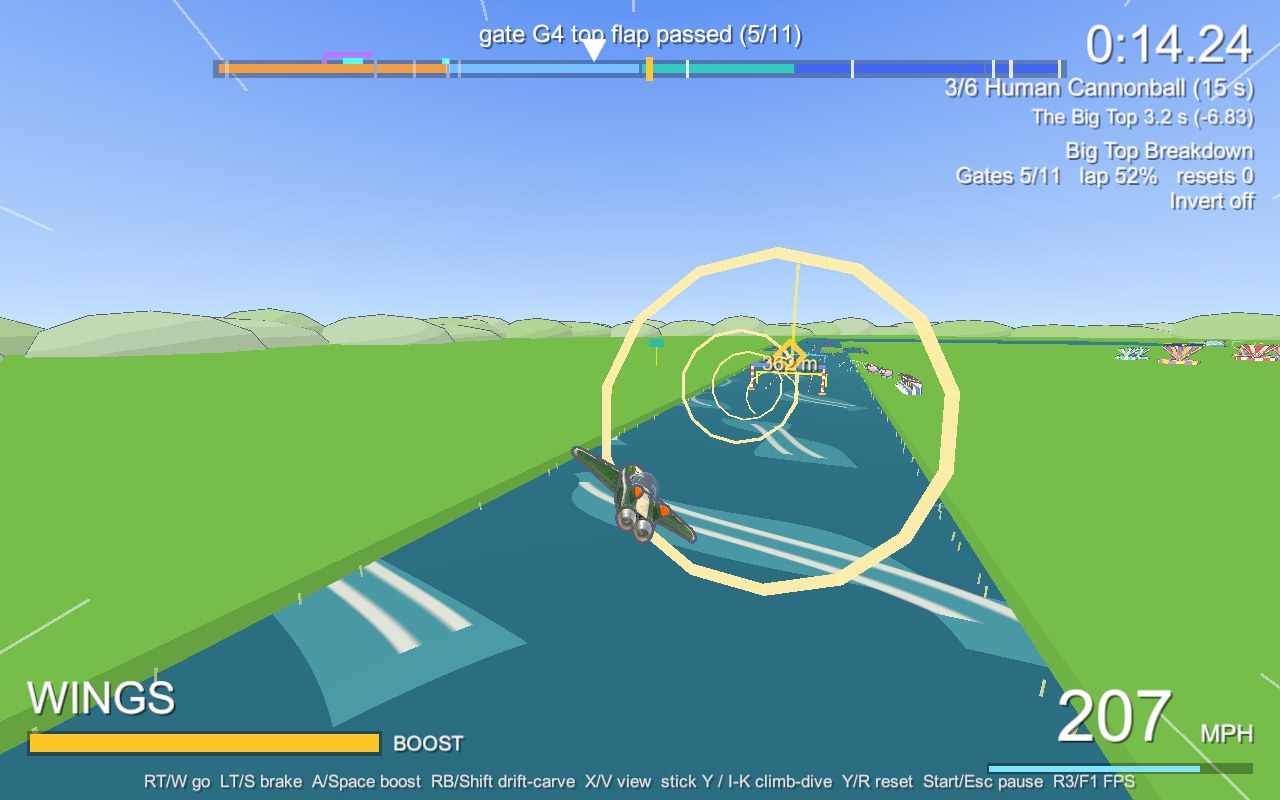 gate G4 top flap passed (5/11)
0:14.24
3/6 Human Cannonball (15 s)
The Big Top 3.2 s (-6.83)
Big Top Breakdown
Gates 5/11 lap 52% resets 0
Invert off
362 m
WINGS
BOOST
207 MPH
RT/W go LT/S brake A/Space boost RB/Shift drift-carve X/V view stick Y / I-K climb-dive Y/R reset Start/Esc pause R3/F1 FPS